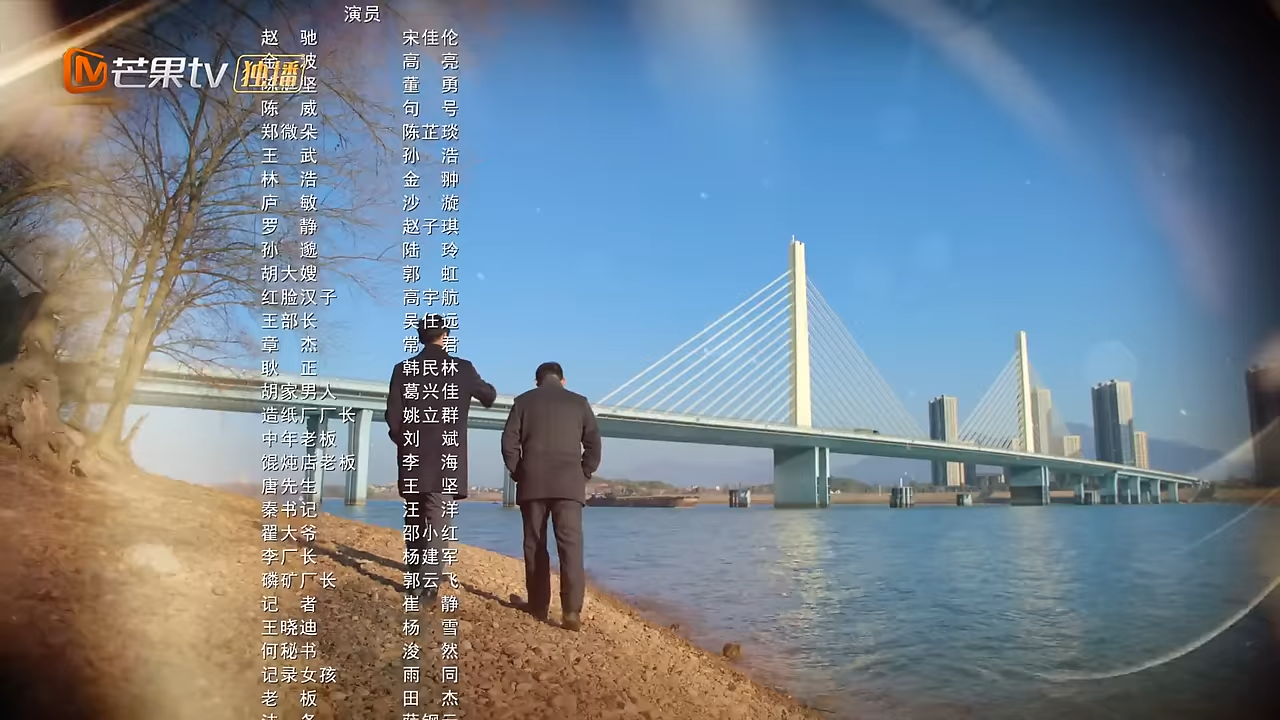 演员
赵 驰 宋佳伦
芒果tv 独播
金 波 高 亮
陈 坚 董 勇
陈 威 句 号
郑微朵 陈芷琰
王 武 孙 浩
林 浩 金 翀
庐 敏 沙 漩
罗 静 赵子琪
孙 邈 陆 玲
胡大嫂 郭 虹
红脸汉子 高宇航
王部长 吴任远
章 杰 常 君
耿 正 韩民林
胡家男人 葛兴佳
造纸厂厂长 姚立群
中年老板 刘 斌
馄炖店老板 李 海
唐先生 王 坚
秦书记 汪 洋
翟大爷 邵小红
李厂长 杨建军
磷矿厂长 郭云飞
记 者 崔 静
王晓迪 杨 雪
何秘书 浚 然
记录女孩 雨 同
老 板 田 杰